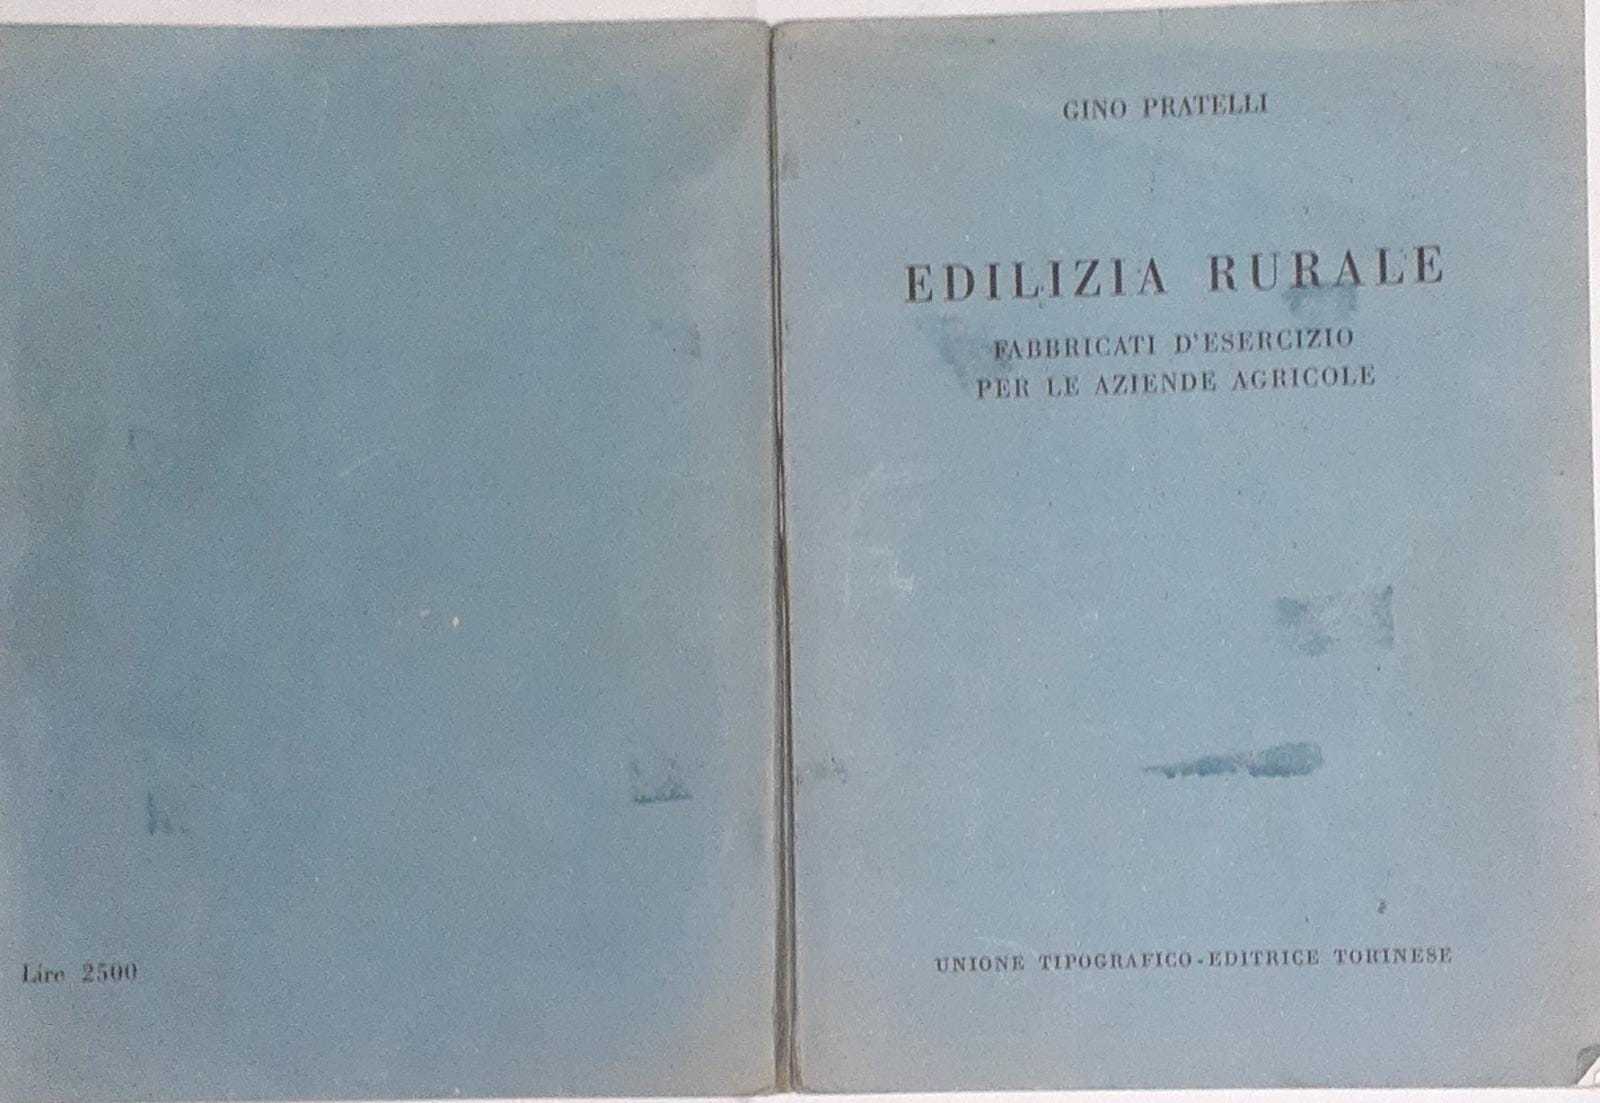 GINO PRATELLI
EDILIZIA RURALE
FABBRICATI D'ESERCIZIO
PER LE AZIENDE AGRICOLE
UNIONE TIPOGRAFICO-EDITRICE TORINESE
Lire 2500